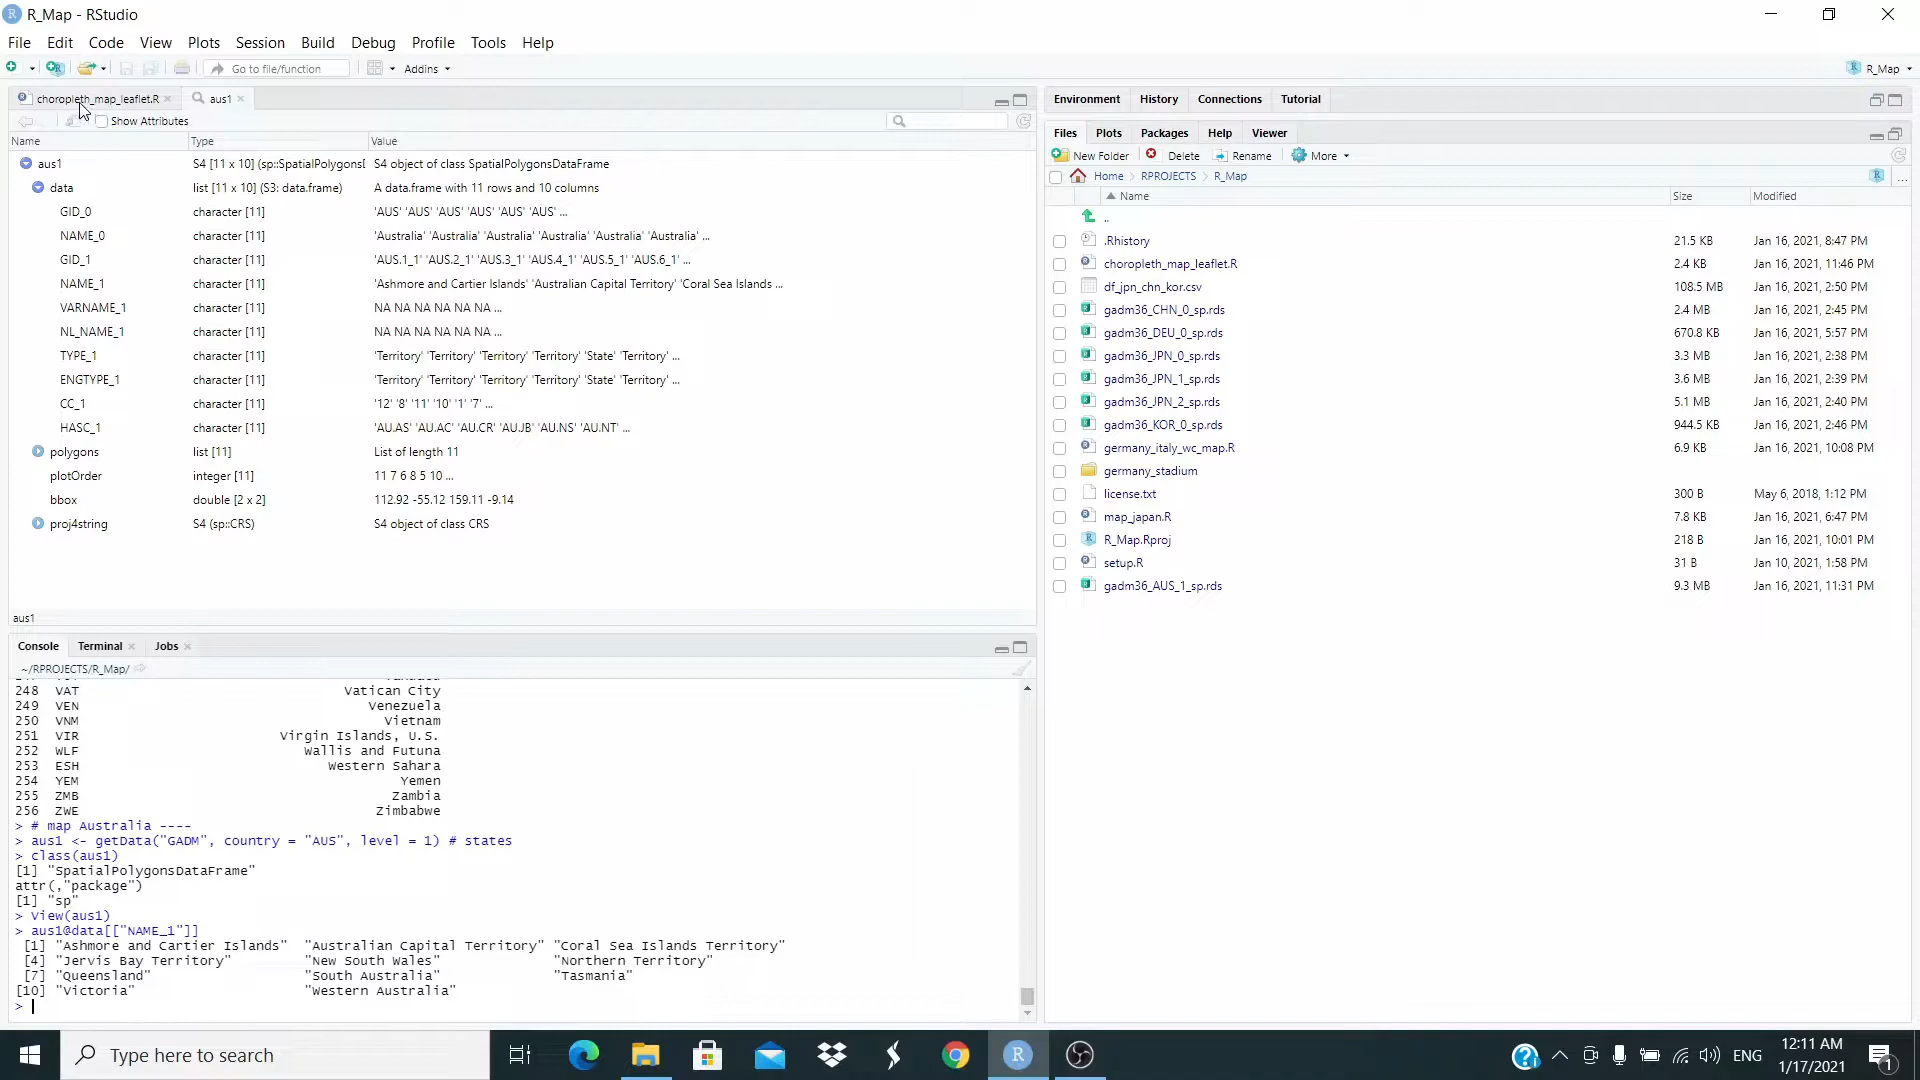 R_Map - RStudio
File Edit Code View Plots Session Build Debug Profile Tools Help
Go to file/function Addins R_Map
choropleth_map_leaflet.R aus1
Show Attributes
Name Type Value
aus1 S4 [11 x 10] (sp::SpatialPolygons[ S4 object of class SpatialPolygonsDataFrame
data list [11 x 10] (S3: data.frame) A data.frame with 11 rows and 10 columns
GID_0 character [11] 'AUS' 'AUS' 'AUS' 'AUS' 'AUS' 'AUS' ...
NAME_0 character [11] 'Australia' 'Australia' 'Australia' 'Australia' 'Australia' 'Australia' ...
GID_1 character [11] 'AUS.1_1' 'AUS.2_1' 'AUS.3_1' 'AUS.4_1' 'AUS.5_1' 'AUS.6_1' ...
NAME_1 character [11] 'Ashmore and Cartier Islands' 'Australian Capital Territory' 'Coral Sea Islands ...
VARNAME_1 character [11] NA NA NA NA NA NA ...
NL_NAME_1 character [11] NA NA NA NA NA NA ...
TYPE_1 character [11] 'Territory' 'Territory' 'Territory' 'Territory' 'State' 'Territory' ...
ENGTYPE_1 character [11] 'Territory' 'Territory' 'Territory' 'Territory' 'State' 'Territory' ...
CC_1 character [11] '12' '8' '11' '10' '1' '7' ...
HASC_1 character [11] 'AU.AS' 'AU.AC' 'AU.CR' 'AU.JB' 'AU.NS' 'AU.NT' ...
polygons list [11] List of length 11
plotOrder integer [11] 11 7 6 8 5 10 ...
bbox double [2 x 2] 112.92 -55.12 159.11 -9.14
proj4string S4 (sp::CRS) S4 object of class CRS
aus1
Console Terminal Jobs
~/RPROJECTS/R_Map/
248 VAT Vatican City
249 VEN Venezuela
250 VNM Vietnam
251 VIR Virgin Islands, U.S.
252 WLF Wallis and Futuna
253 ESH Western Sahara
254 YEM Yemen
255 ZMB Zambia
256 ZWE Zimbabwe
> # map Australia ----
> aus1 <- getData("GADM", country = "AUS", level = 1) # states
> class(aus1)
[1] "SpatialPolygonsDataFrame"
attr(,"package")
[1] "sp"
> View(aus1)
> aus1@data[["NAME_1"]]
[1] "Ashmore and Cartier Islands" "Australian Capital Territory" "Coral Sea Islands Territory"
[4] "Jervis Bay Territory" "New South Wales" "Northern Territory"
[7] "Queensland" "South Australia" "Tasmania"
[10] "Victoria" "Western Australia"
>
Environment History Connections Tutorial
Files Plots Packages Help Viewer
New Folder Delete Rename More
Home RPROJECTS R_Map ...
Name Size Modified
..
.Rhistory 21.5 KB Jan 16, 2021, 8:47 PM
choropleth_map_leaflet.R 2.4 KB Jan 16, 2021, 11:46 PM
df_jpn_chn_kor.csv 108.5 MB Jan 16, 2021, 2:50 PM
gadm36_CHN_0_sp.rds 2.4 MB Jan 16, 2021, 2:45 PM
gadm36_DEU_0_sp.rds 670.8 KB Jan 16, 2021, 5:57 PM
gadm36_JPN_0_sp.rds 3.3 MB Jan 16, 2021, 2:38 PM
gadm36_JPN_1_sp.rds 3.6 MB Jan 16, 2021, 2:39 PM
gadm36_JPN_2_sp.rds 5.1 MB Jan 16, 2021, 2:40 PM
gadm36_KOR_0_sp.rds 944.5 KB Jan 16, 2021, 2:46 PM
germany_italy_wc_map.R 6.9 KB Jan 16, 2021, 10:08 PM
germany_stadium
license.txt 300 B May 6, 2018, 1:12 PM
map_japan.R 7.8 KB Jan 16, 2021, 6:47 PM
R_Map.Rproj 218 B Jan 16, 2021, 10:01 PM
setup.R 31 B Jan 10, 2021, 1:58 PM
gadm36_AUS_1_sp.rds 9.3 MB Jan 16, 2021, 11:31 PM
Type here to search
ENG
12:11 AM
1/17/2021
1